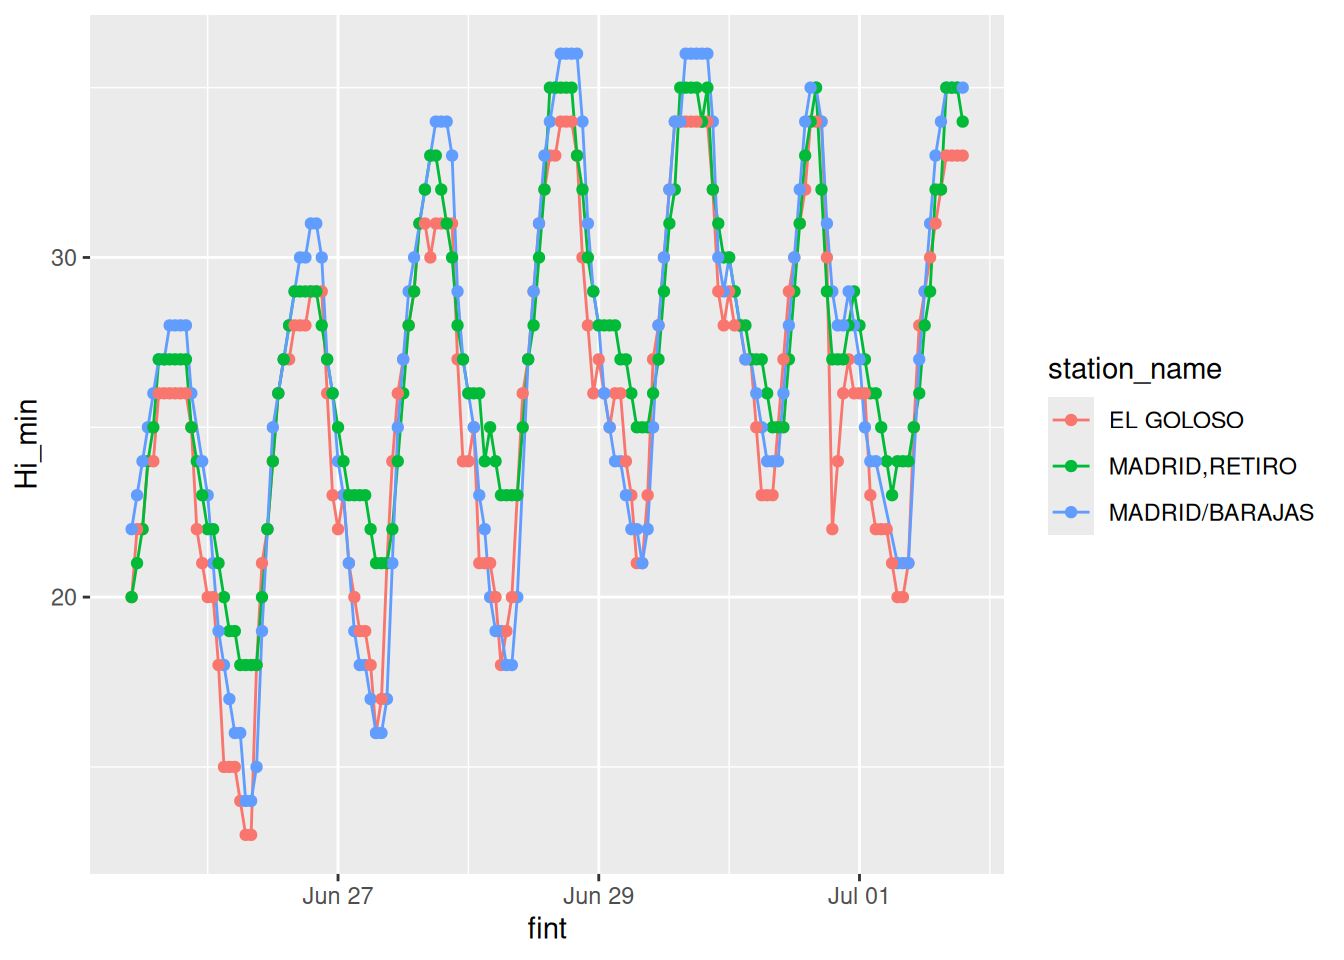 Hi_min
30
20
Jun 27
Jun 29
Jul 01
fint
station_name
EL GOLOSO
MADRID,RETIRO
MADRID/BARAJAS